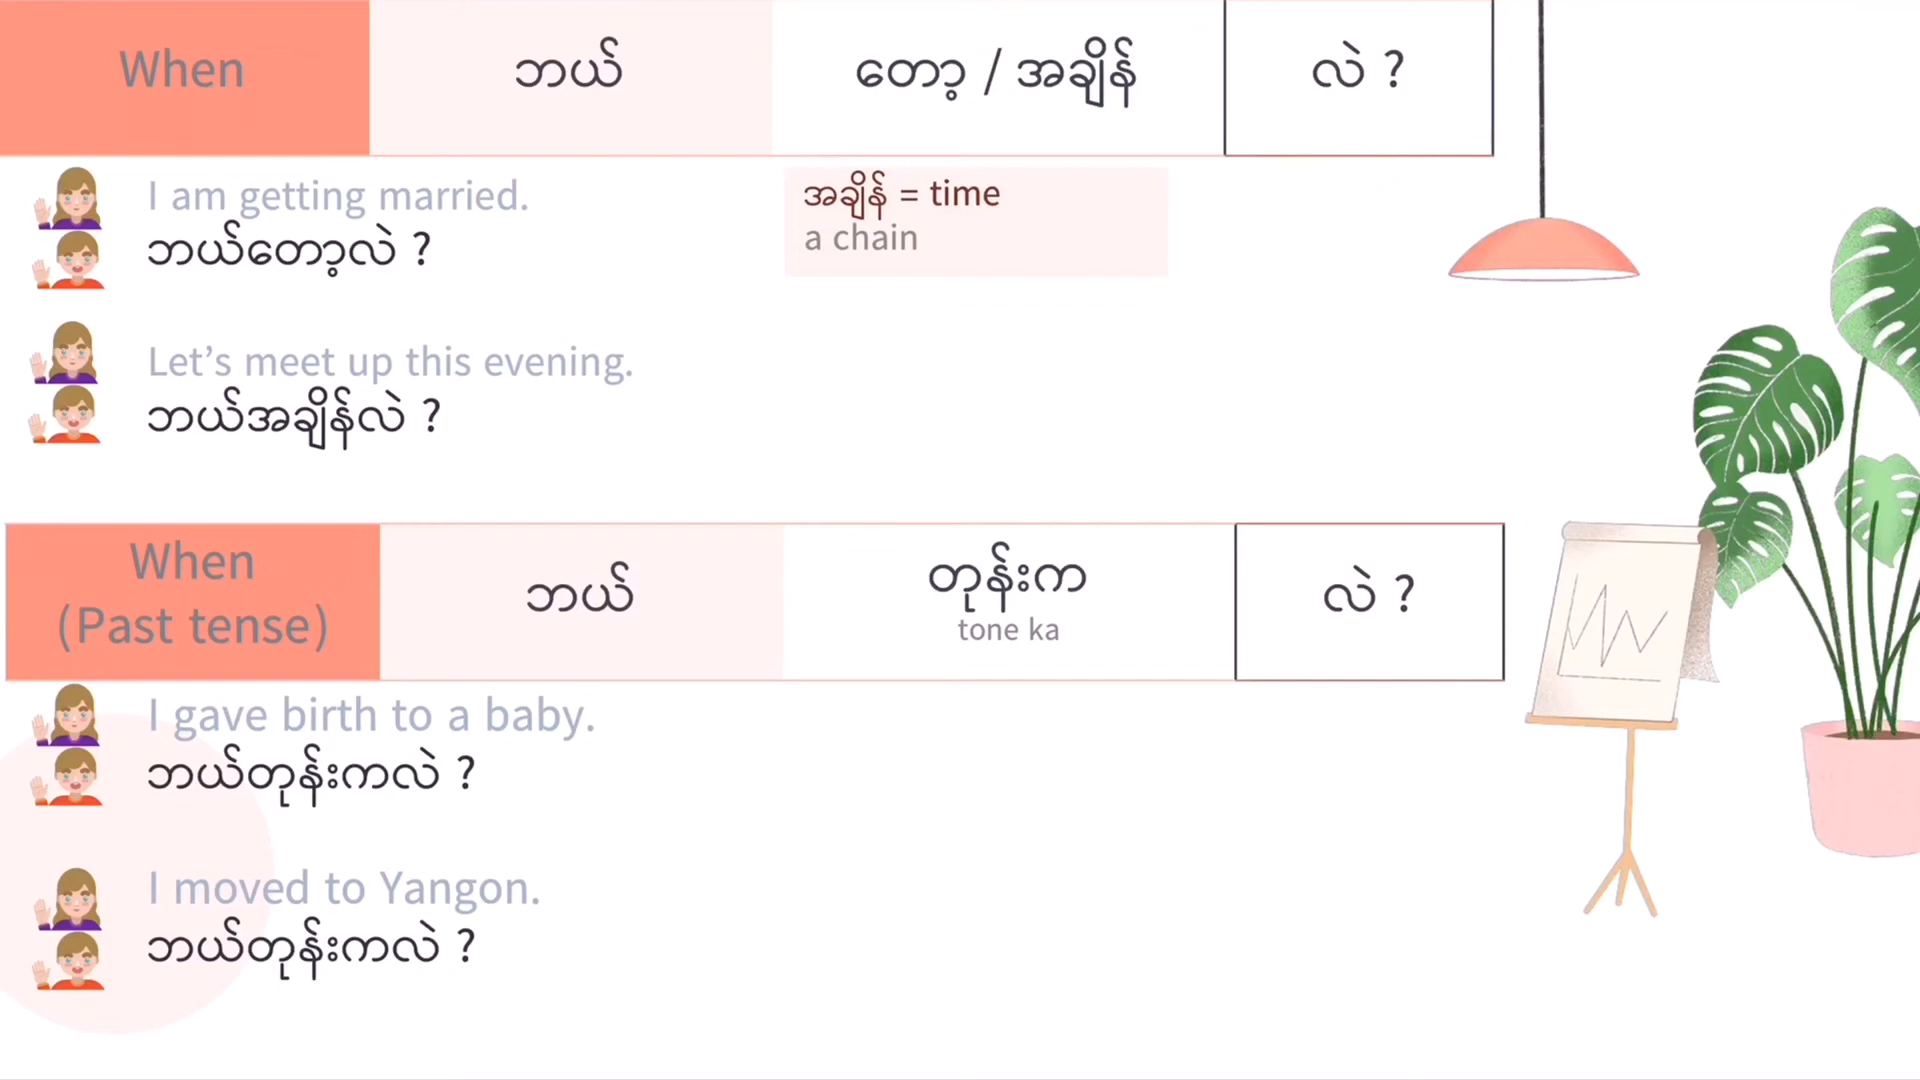 When ဘယ် တော့ / အချိန် လဲ ?
I am getting married.
ဘယ်တော့လဲ ?
အချိန် = time
a chain
Let’s meet up this evening.
ဘယ်အချိန်လဲ ?
When
(Past tense)
ဘယ်
တုန်းက
tone ka
လဲ ?
I gave birth to a baby.
ဘယ်တုန်းကလဲ ?
I moved to Yangon.
ဘယ်တုန်းကလဲ ?